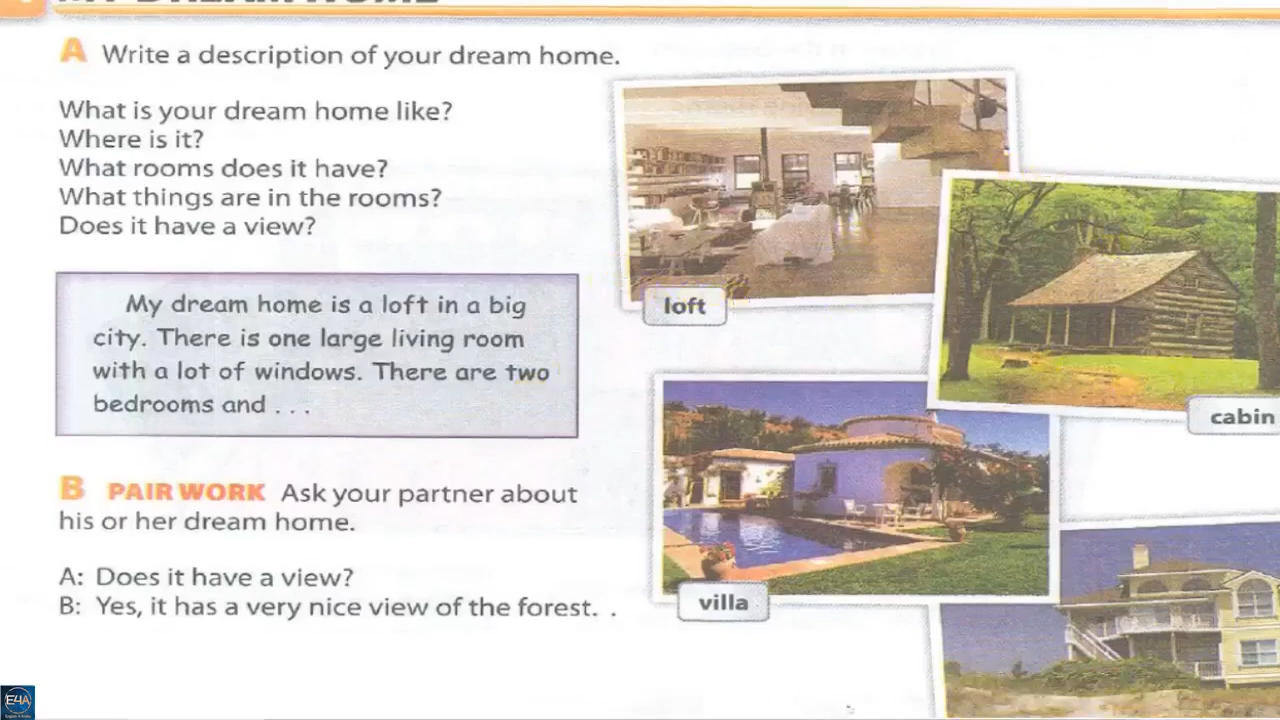 MY DREAM HOME
A Write a description of your dream home.
What is your dream home like?
Where is it?
What rooms does it have?
What things are in the rooms?
Does it have a view?
My dream home is a loft in a big
city. There is one large living room
with a lot of windows. There are two
bedrooms and . . .
B PAIR WORK Ask your partner about
his or her dream home.
A: Does it have a view?
B: Yes, it has a very nice view of the forest. .
loft
cabin
villa
E4A